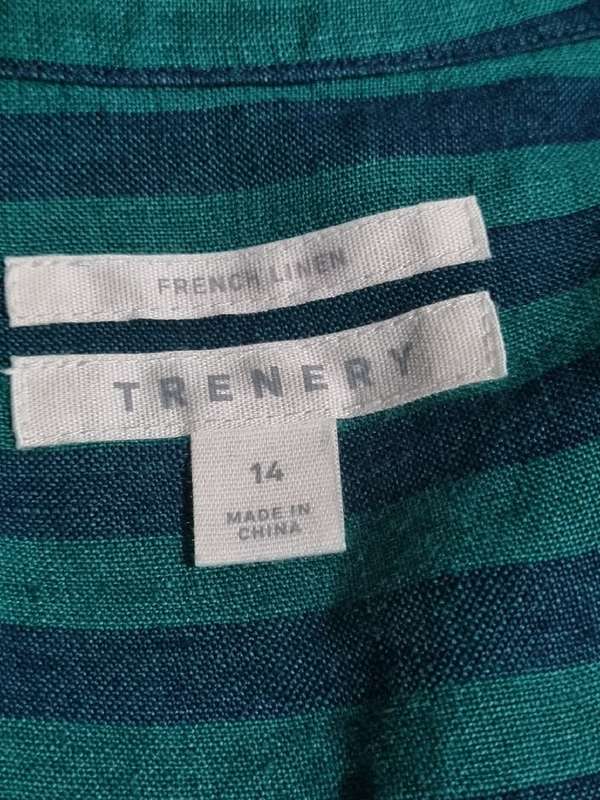 FRENCH LINEN
TRENERY
14
MADE IN
CHINA